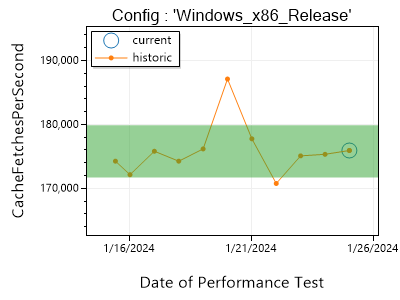 Config : 'Windows_x86_Release'
current
historic
CacheFetchesPerSecond
190,000
180,000
170,000
1/16/2024
1/21/2024
1/26/2024
Date of Performance Test